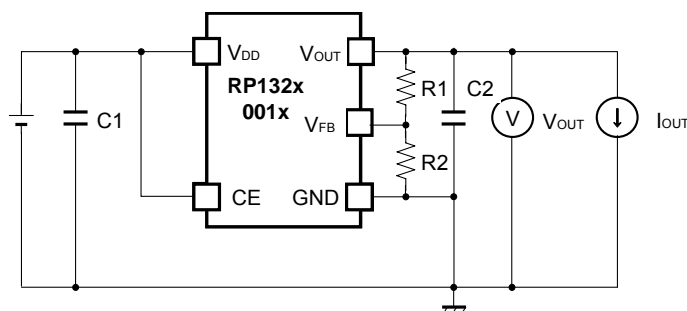 VDD
VOUT
RP132x
001x
R1
C2
C1
VFB
V
VOUT
IOUT
R2
CE
GND